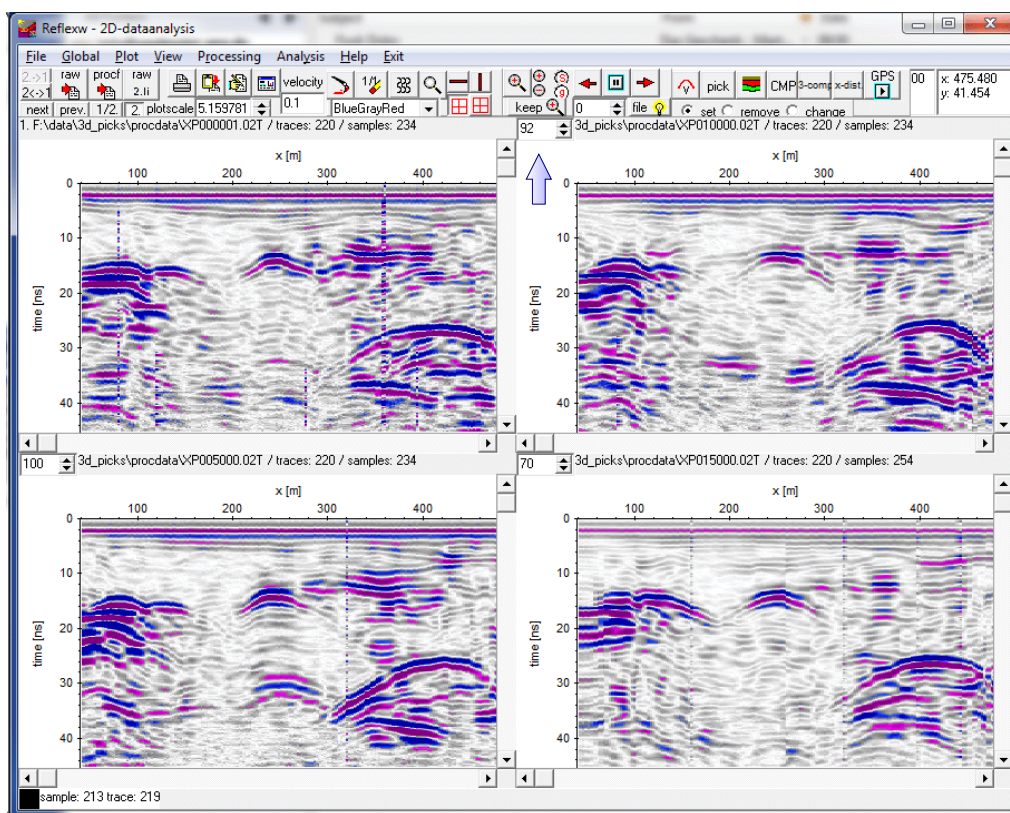 Reflexw - 2D-dataanalysis
File Global Plot View Processing Analysis Help Exit
2.->1 raw procf raw velocity 1/r CMP 3-comp x-dist. GPS 00 x: 475.480
2<->1 2.li pick y: 41.454
next prev. 1/2. 2. plotscale 5.159781 0.1 BlueGrayRed keep 0 file set remove change
1. F:\data\3d_picks\procdata\XP000001.02T / traces: 220 / samples: 234
92 3d_picks\procdata\XP010000.02T / traces: 220 / samples: 234
x [m]
100 200 300 400
0
10
20
30
40
time [ns]
x [m]
100 200 300 400
0
10
20
30
40
time [ns]
100 3d_picks\procdata\XP005000.02T / traces: 220 / samples: 234
70 3d_picks\procdata\XP015000.02T / traces: 220 / samples: 254
x [m]
100 200 300 400
0
10
20
30
40
time [ns]
x [m]
100 200 300 400
0
10
20
30
40
time [ns]
sample: 213 trace: 219